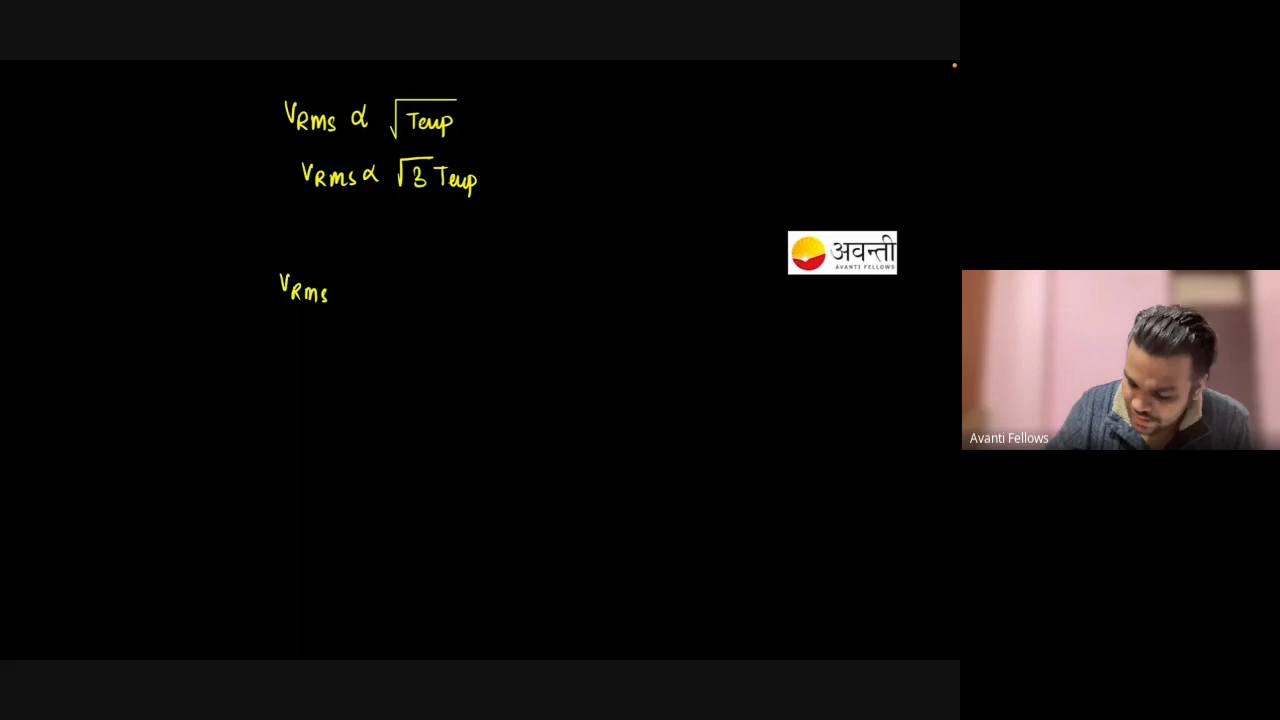 VRms α √Temp
VRms α √3 Temp
अवन्ती
AVANTI FELLOWS
VRms
Avanti Fellows